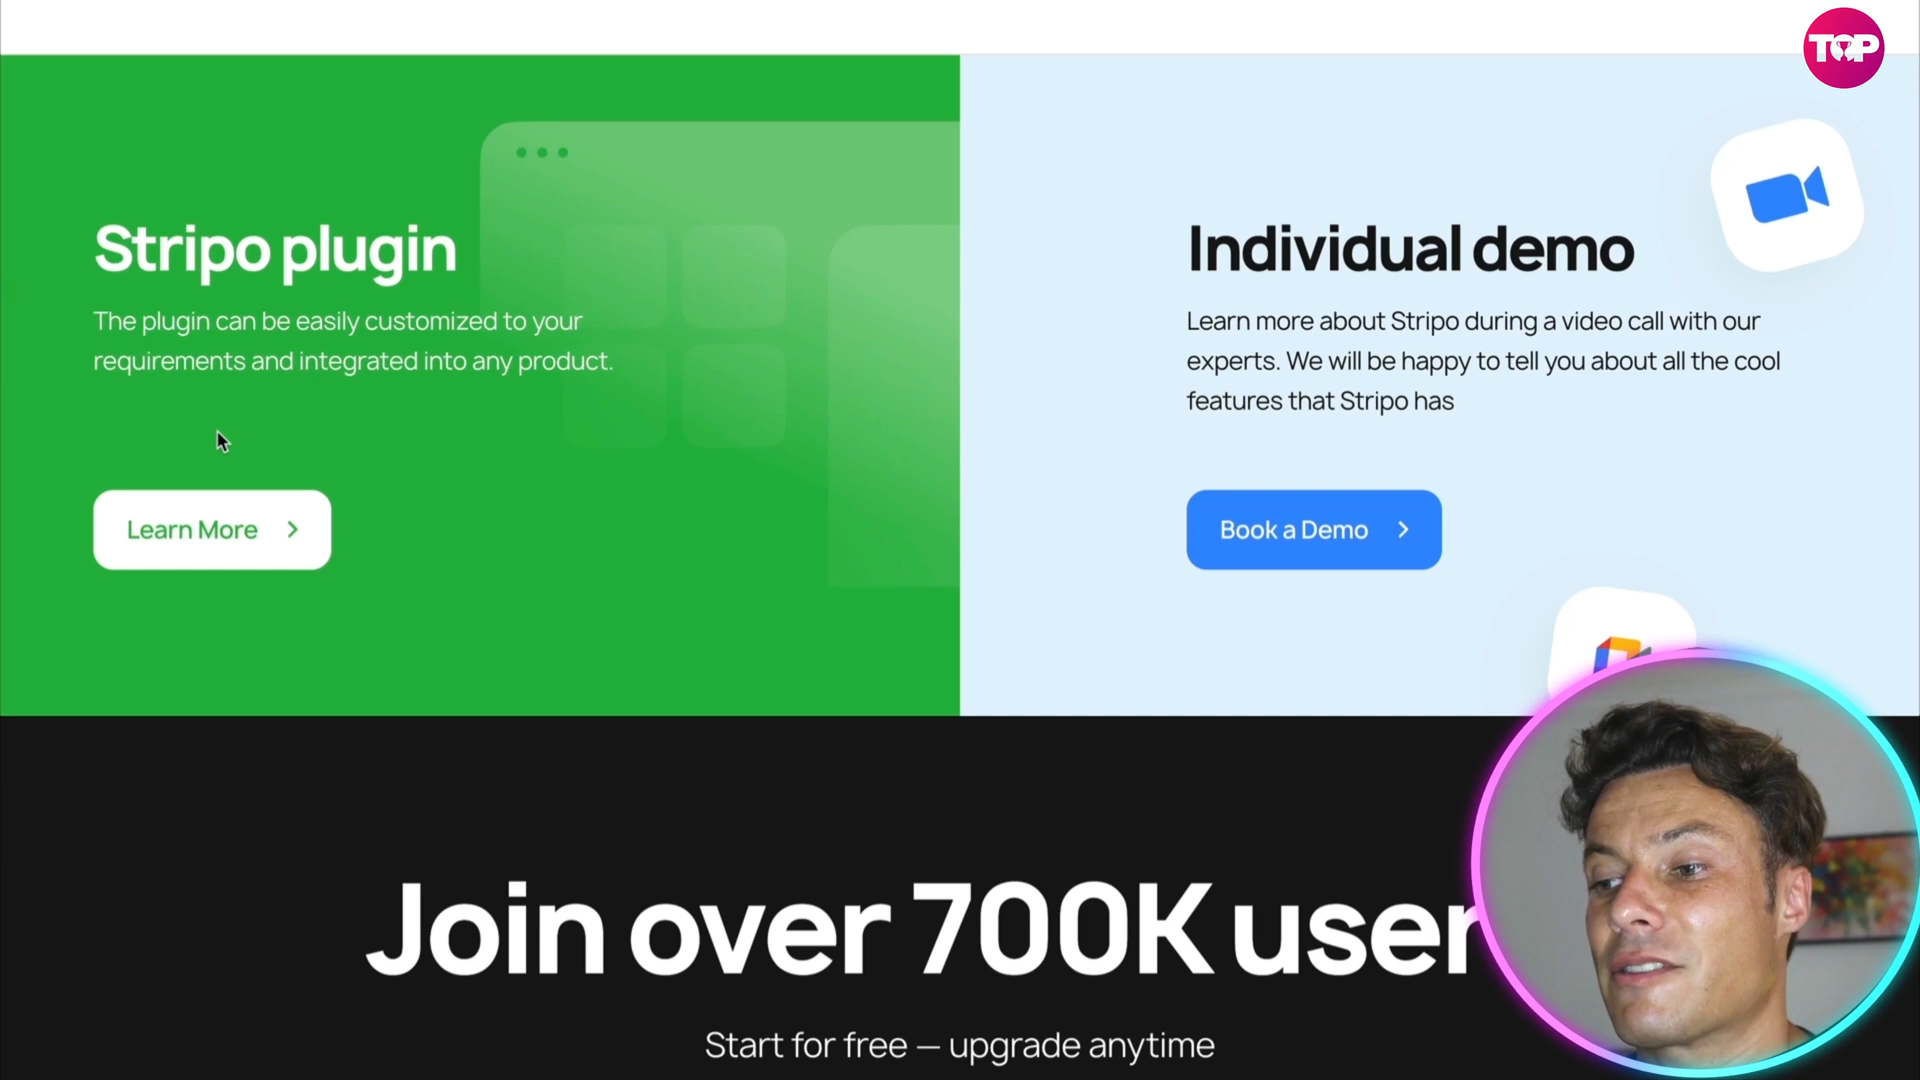 TOP
Stripo plugin
The plugin can be easily customized to your
requirements and integrated into any product.
Learn More
Individual demo
Learn more about Stripo during a video call with our
experts. We will be happy to tell you about all the cool
features that Stripo has
Book a Demo
Join over 700K user
Start for free — upgrade anytime